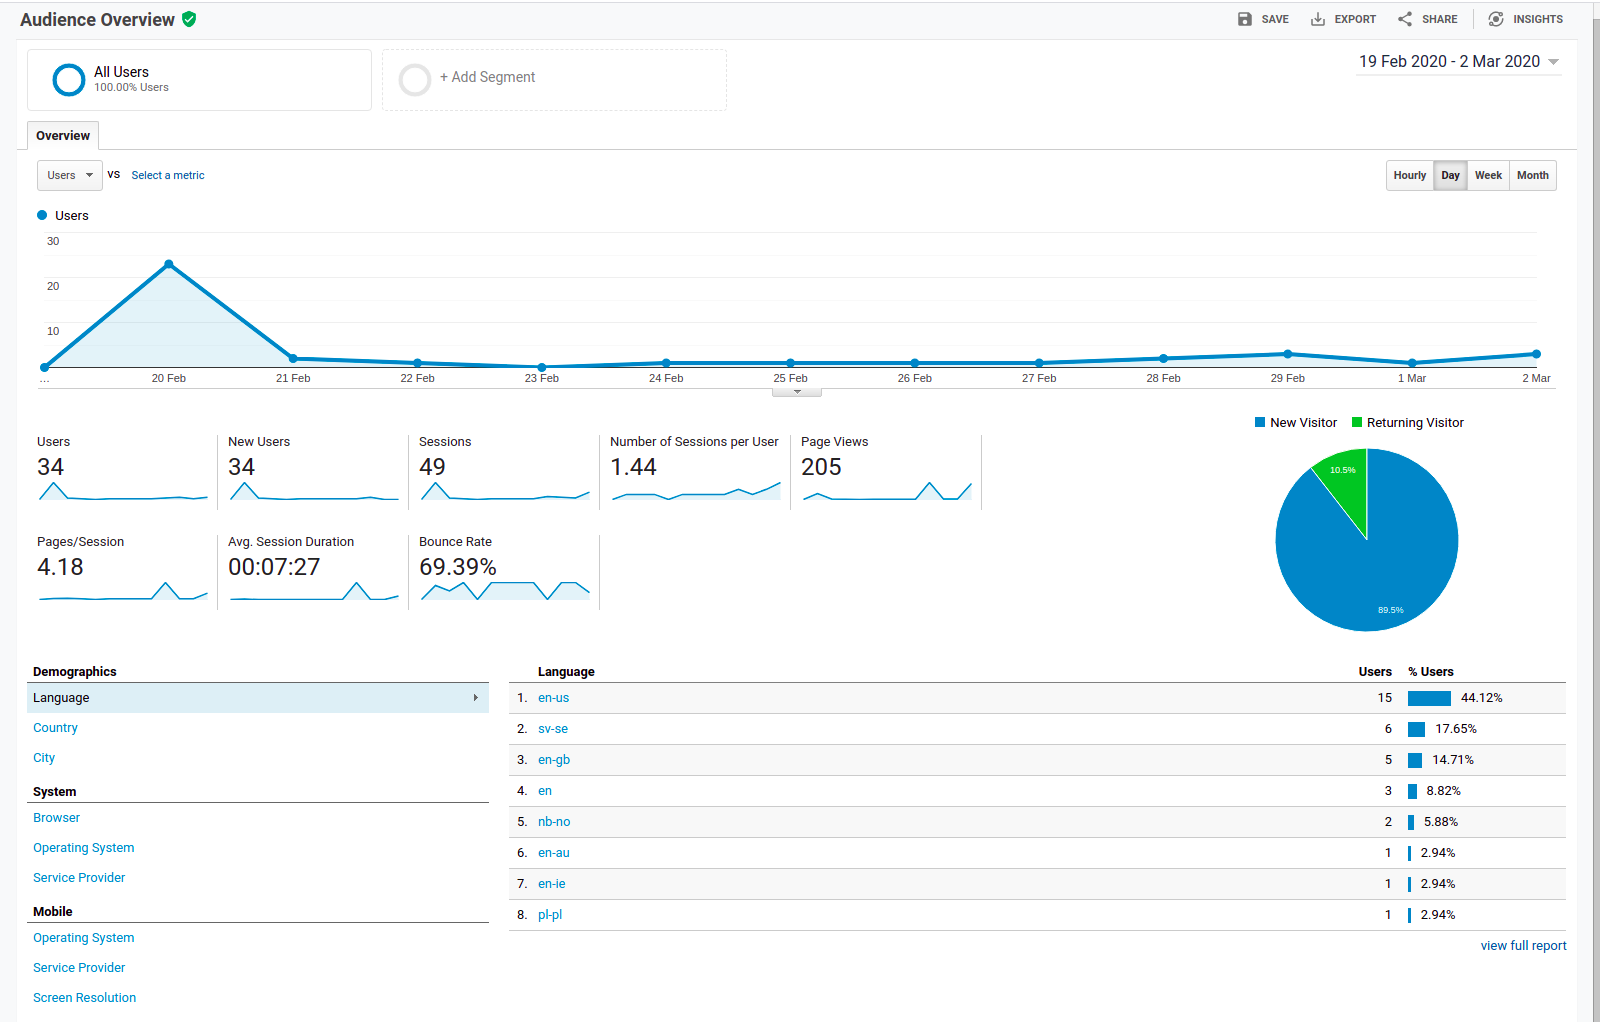 Audience Overview
SAVE EXPORT SHARE INSIGHTS
All Users
100.00% Users
+ Add Segment
19 Feb 2020 - 2 Mar 2020
Overview
Users VS Select a metric
Hourly Day Week Month
Users
30
20
10
... 20 Feb 21 Feb 22 Feb 23 Feb 24 Feb 25 Feb 26 Feb 27 Feb 28 Feb 29 Feb 1 Mar 2 Mar
New Visitor Returning Visitor
Users
34
New Users
34
Sessions
49
Number of Sessions per User
1.44
Page Views
205
Pages/Session
4.18
Avg. Session Duration
00:07:27
Bounce Rate
69.39%
10.5%
89.5%
Demographics
Language
Country
City
System
Browser
Operating System
Service Provider
Mobile
Operating System
Service Provider
Screen Resolution
Language Users % Users
1. en-us 15 44.12%
2. sv-se 6 17.65%
3. en-gb 5 14.71%
4. en 3 8.82%
5. nb-no 2 5.88%
6. en-au 1 2.94%
7. en-ie 1 2.94%
8. pl-pl 1 2.94%
view full report